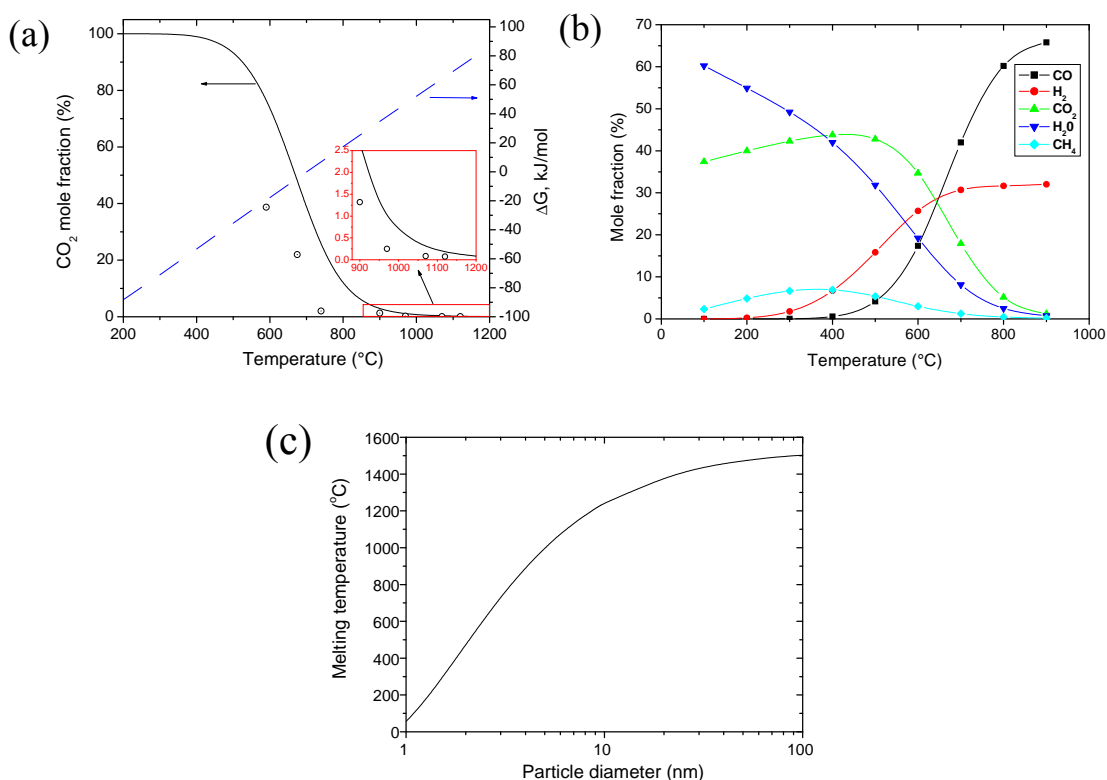 (a)
100
80
60
40
20
0
CO₂ mole fraction (%)
200 400 600 800 1000 1200
Temperature (°C)
100
80
60
40
20
0
-20
-40
-60
-80
-100
ΔG, kJ/mol
2.5
2.0
1.5
1.0
0.5
0.0
900 1000 1100 1200
(b)
70
60
50
40
30
20
10
0
Mole fraction (%)
0 200 400 600 800 1000
Temperature (°C)
CO
H₂
CO₂
H₂0
CH₄
(c)
1600
1400
1200
1000
800
600
400
200
0
Melting temperature (°C)
1 10 100
Particle diameter (nm)